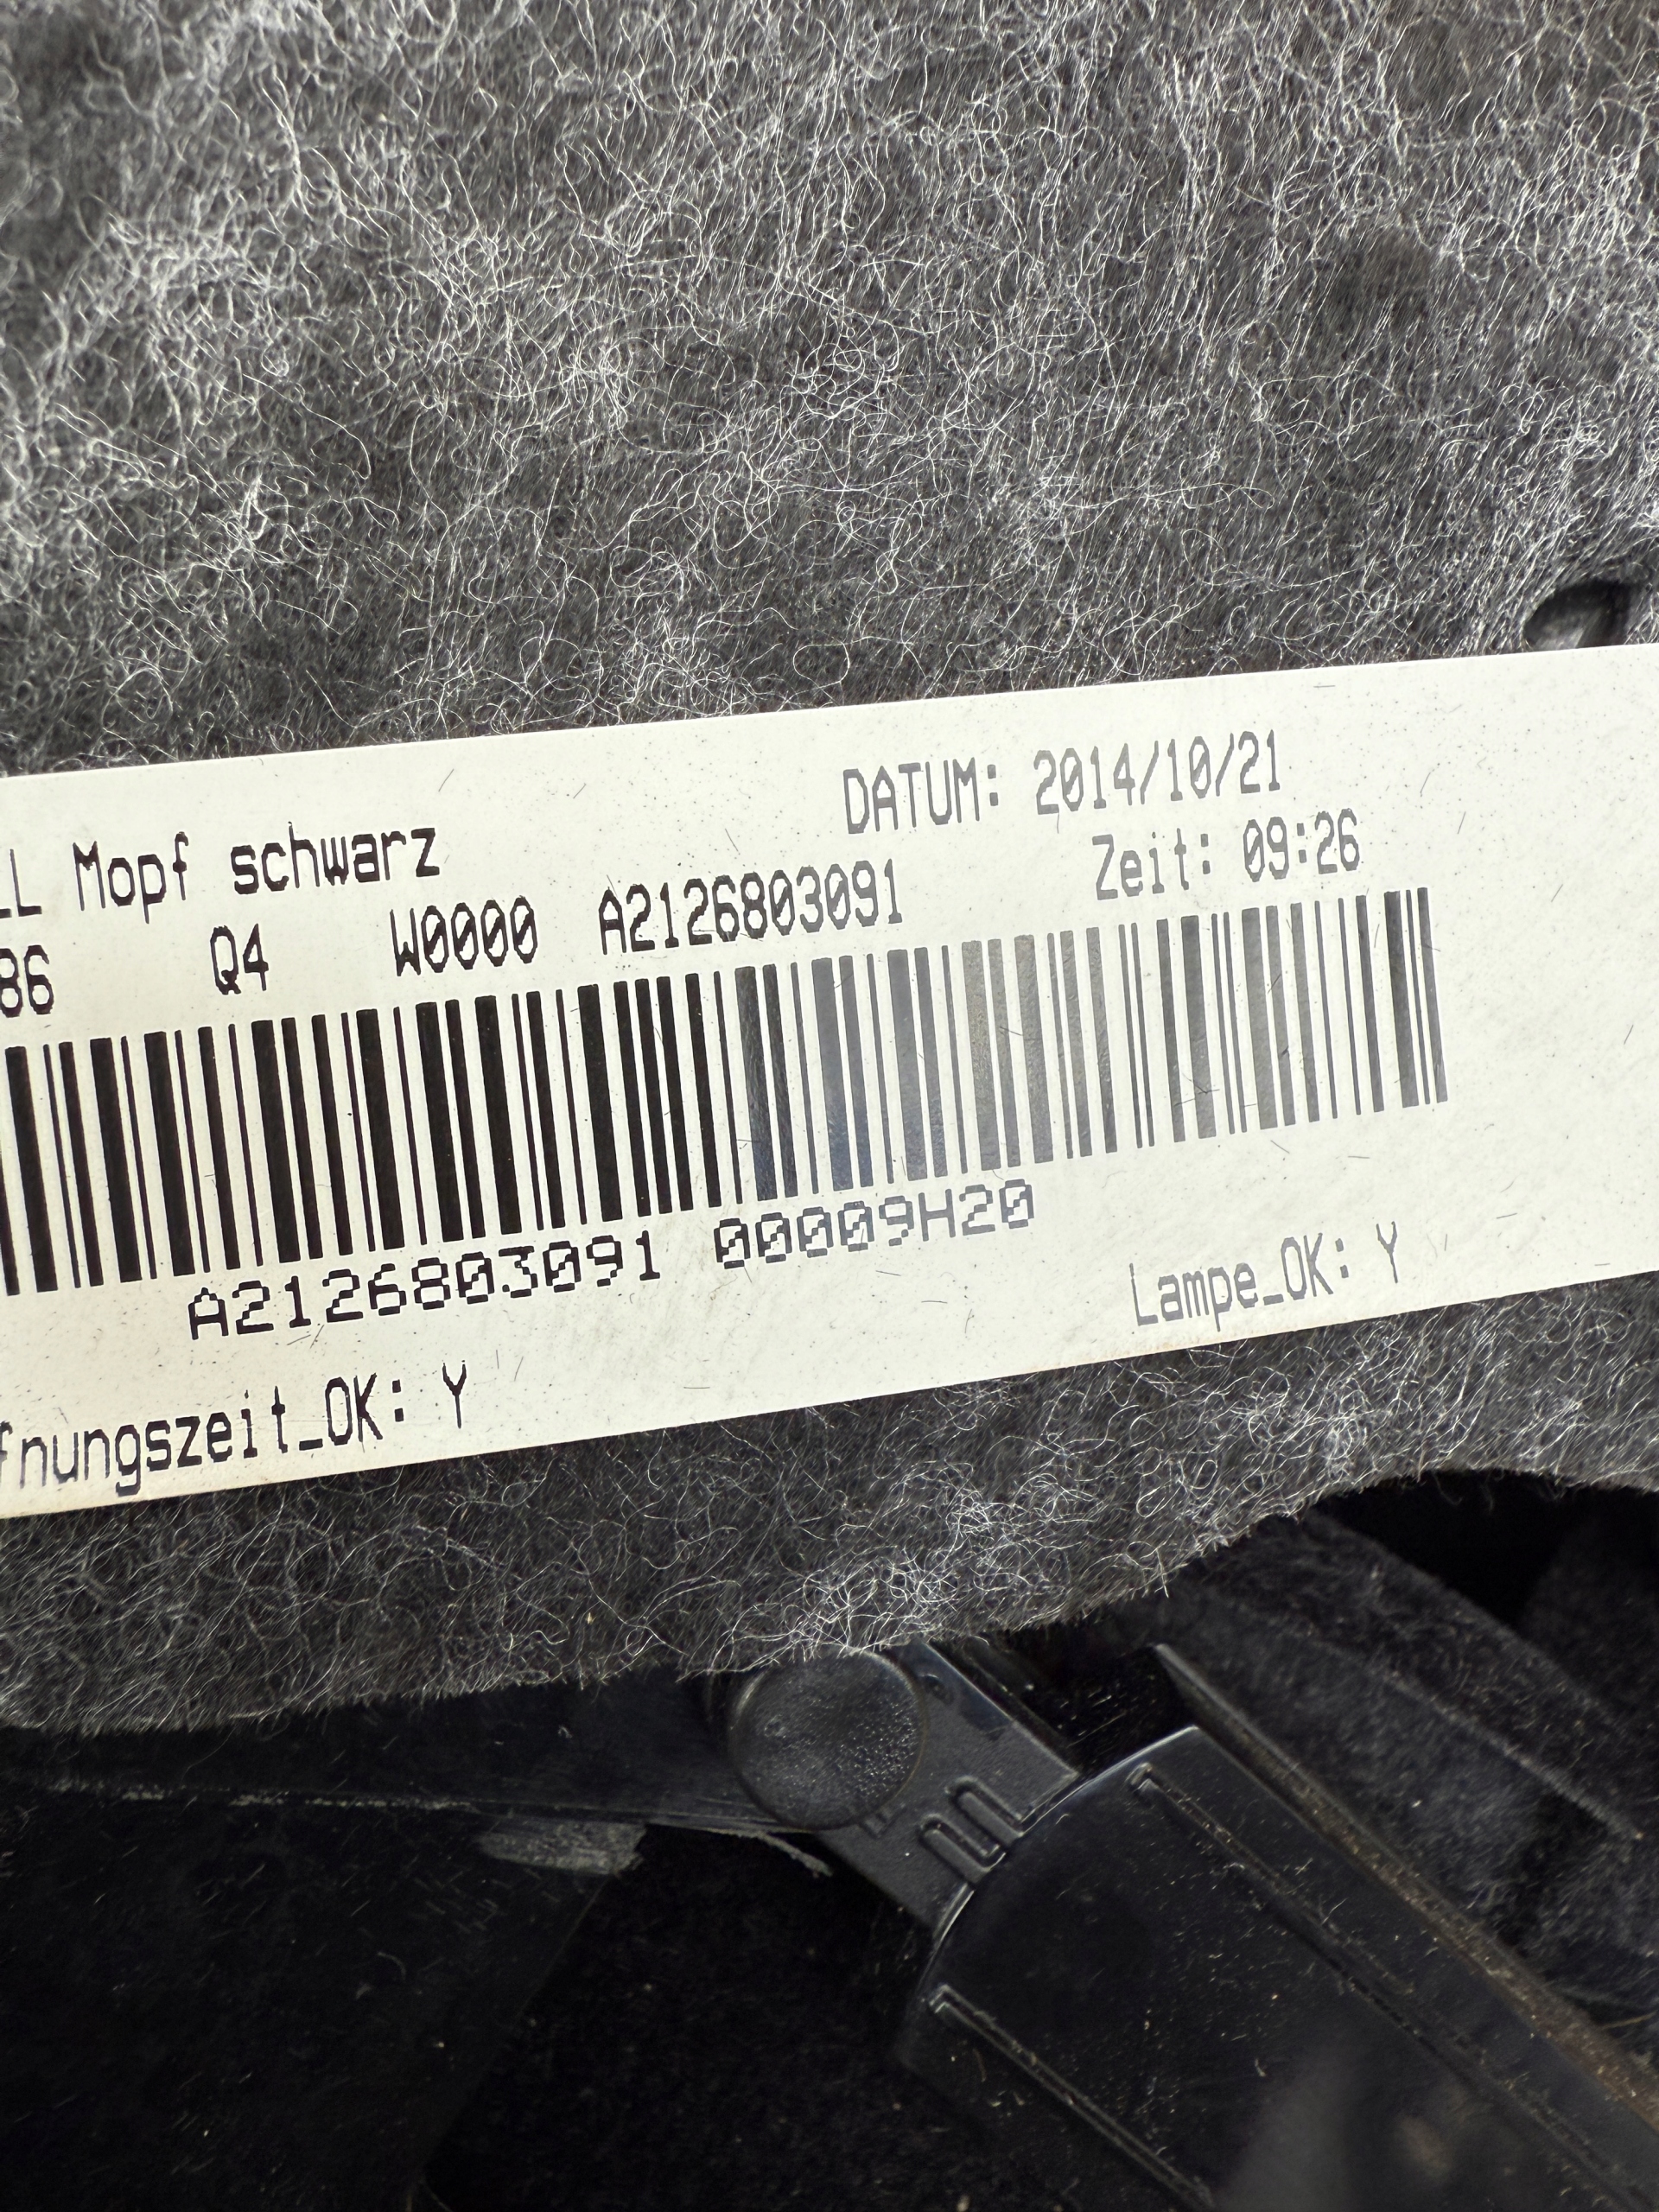 DATUM: 2014/10/21
LL Mopf schwarz
Zeit: 09:26
86 Q4 W0000 A2126803091
A2126803091 00009H20
Lampe_OK: Y
fnungszeit_OK: Y